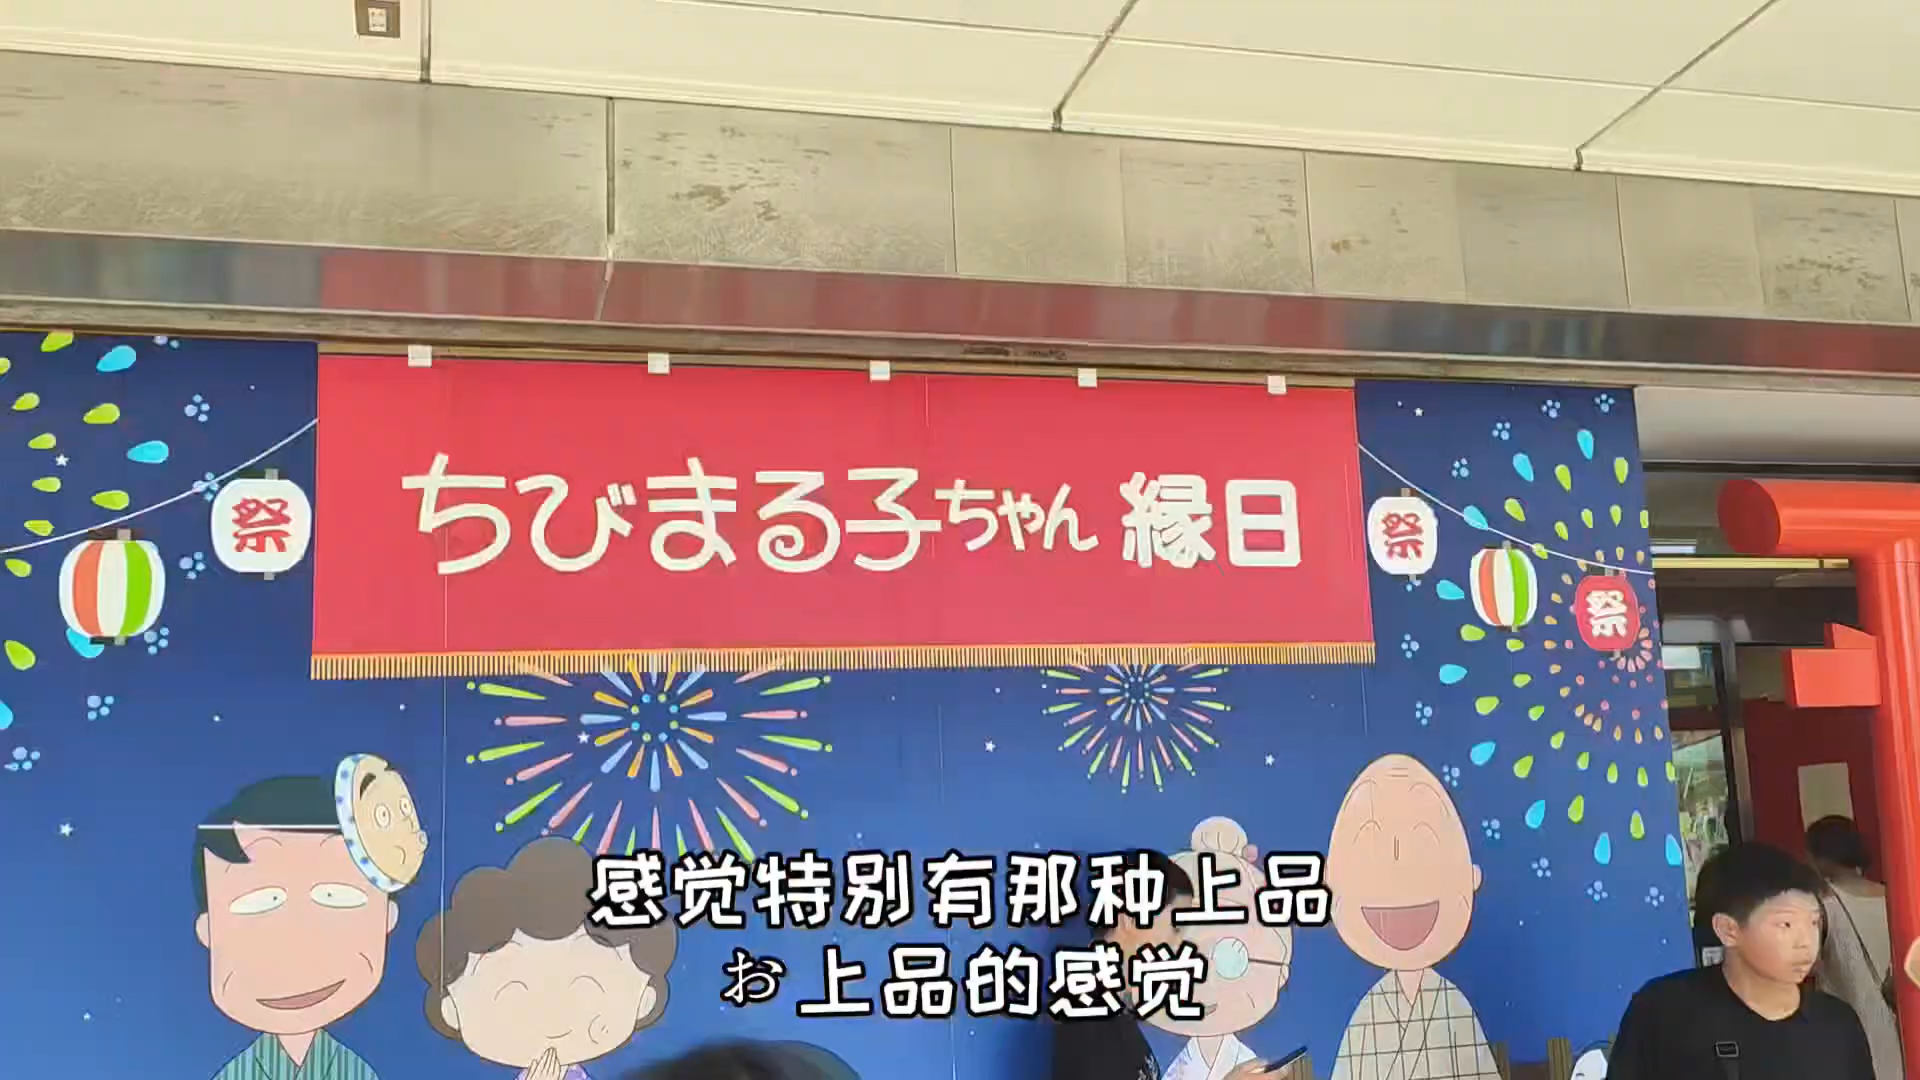 ちびまる子ちゃん 縁日
祭
祭
祭
感觉特别有那种上品
お上品的感觉